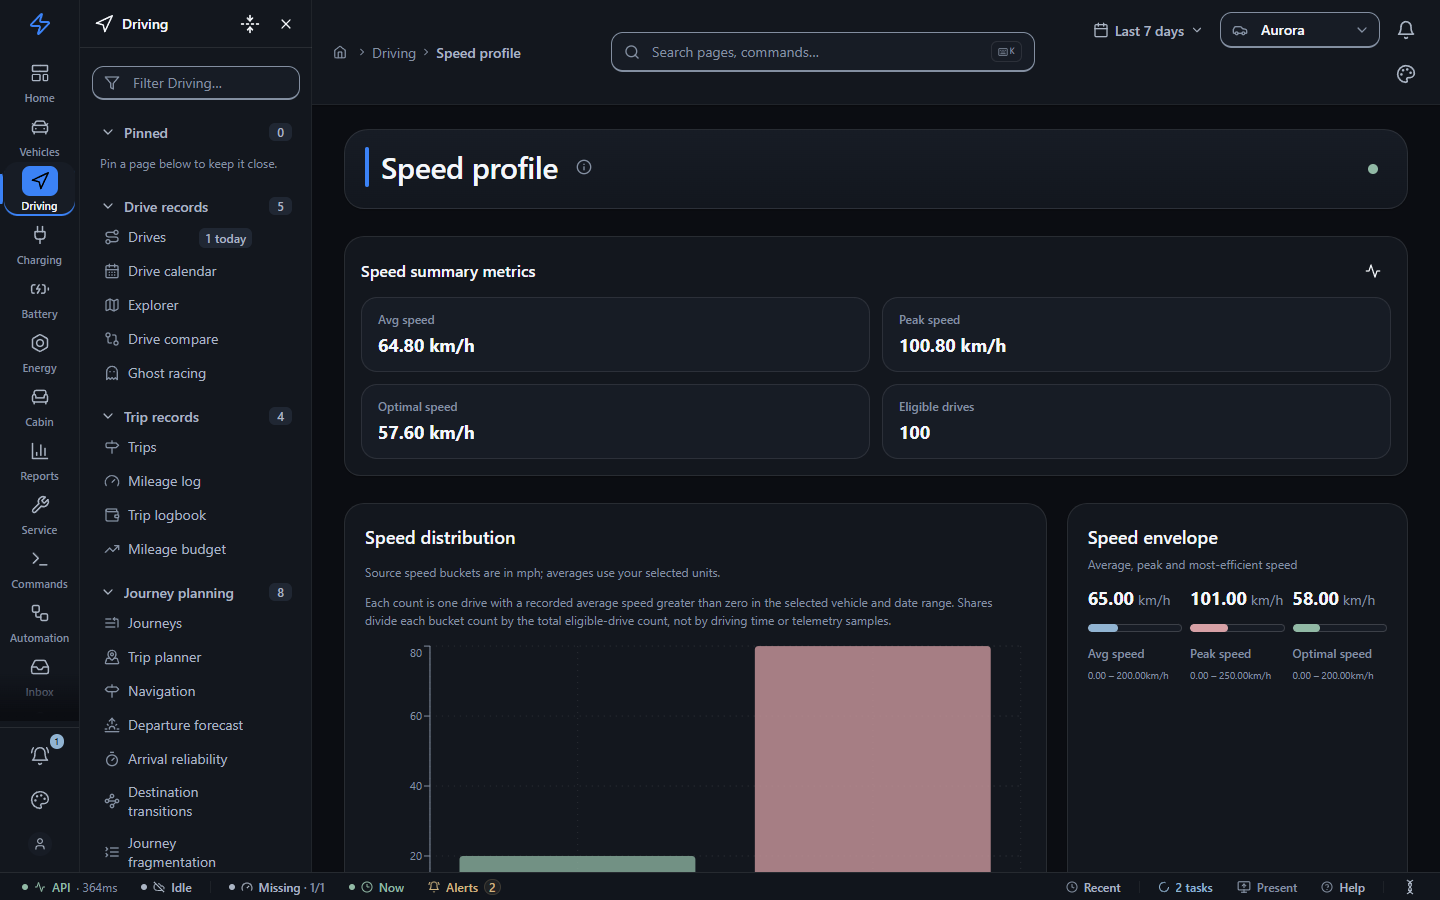 Home
Vehicles
Driving
Charging
Battery
Energy
Cabin
Reports
Service
Commands
Automation
Inbox
1
Driving
Filter Driving...
Pinned 0
Pin a page below to keep it close.
Drive records 5
Drives 1 today
Drive calendar
Explorer
Drive compare
Ghost racing
Trip records 4
Trips
Mileage log
Trip logbook
Mileage budget
Journey planning 8
Journeys
Trip planner
Navigation
Departure forecast
Arrival reliability
Destination
transitions
Journey
fragmentation
Driving Speed profile
Search pages, commands... K
Last 7 days
Aurora
Speed profile
Speed summary metrics
Avg speed
64.80 km/h
Peak speed
100.80 km/h
Optimal speed
57.60 km/h
Eligible drives
100
Speed distribution
Source speed buckets are in mph; averages use your selected units.
Each count is one drive with a recorded average speed greater than zero in the selected vehicle and date range. Shares
divide each bucket count by the total eligible-drive count, not by driving time or telemetry samples.
80
60
40
20
Speed envelope
Average, peak and most-efficient speed
65.00 km/h 101.00 km/h 58.00 km/h
Avg speed Peak speed Optimal speed
0.00 – 200.00km/h 0.00 – 250.00km/h 0.00 – 200.00km/h
API · 364ms Idle Missing · 1/1 Now Alerts 2 Recent 2 tasks Present Help